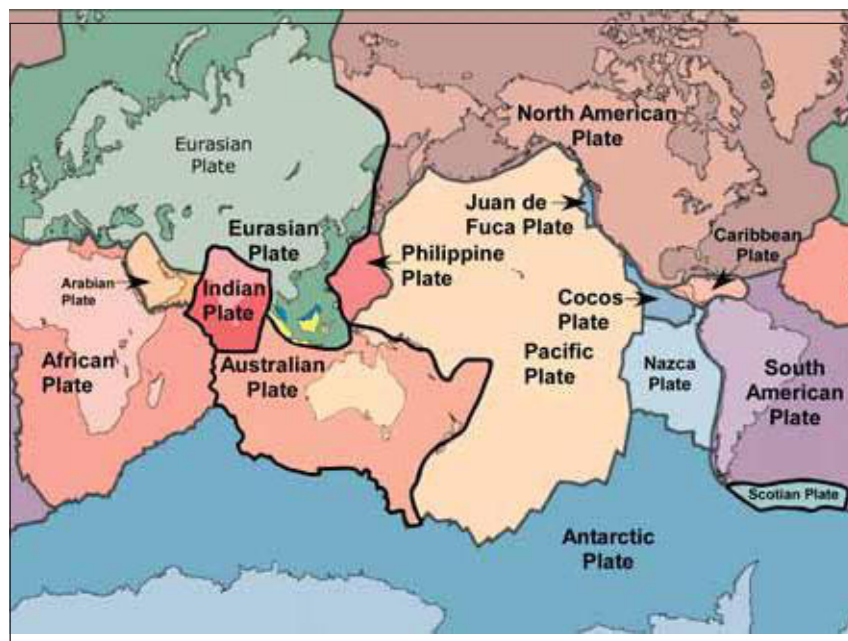 North American
Plate
Eurasian
Plate
Juan de
Fuca Plate
Eurasian
Plate
Caribbean
Plate
Philippine
Plate
Arabian
Plate
Indian
Plate
Cocos
Plate
African
Plate
Australian
Plate
Pacific
Plate
Nazca
Plate
South
American
Plate
Scotian Plate
Antarctic
Plate